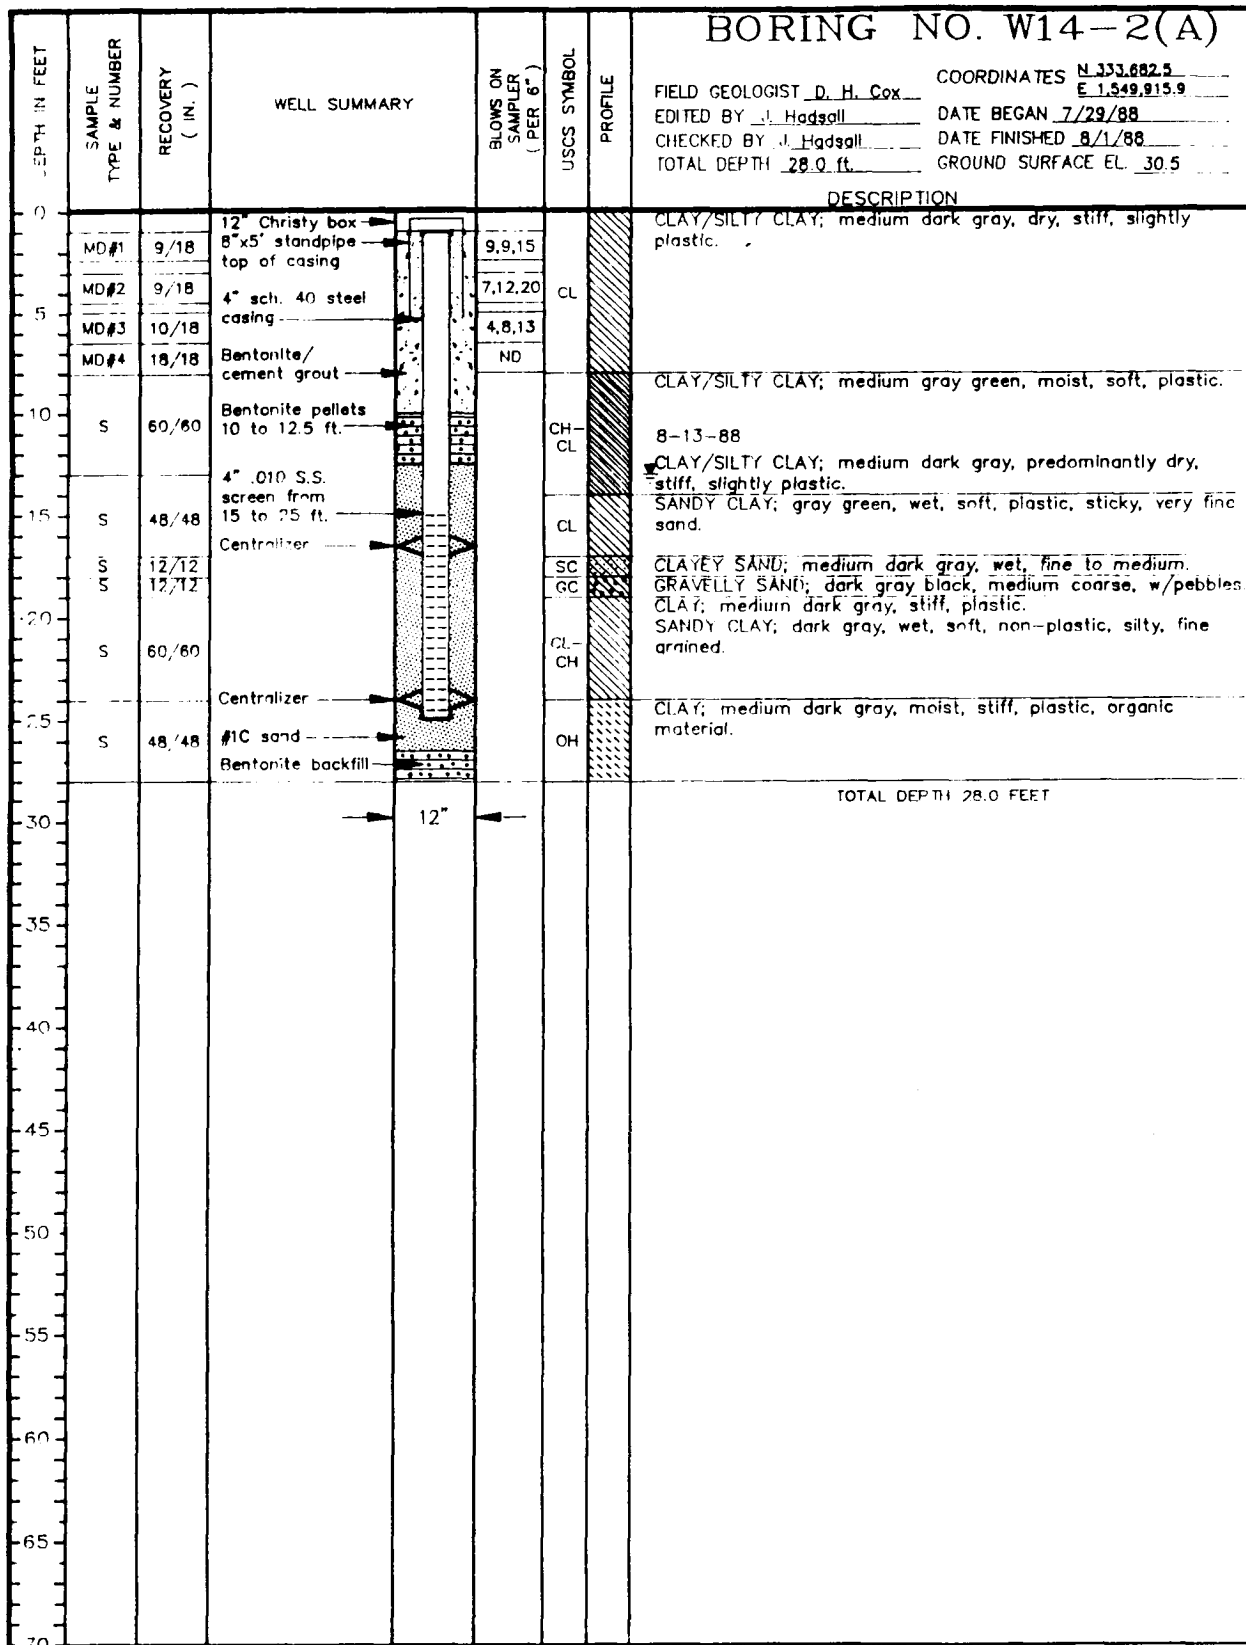 BORING NO. W14-2(A)
FIELD GEOLOGIST D. H. Cox
COORDINATES N 333,682.5
E 1,549,915.9
EDITED BY J. Hadsall
DATE BEGAN 7/29/88
CHECKED BY J. Hadsall
DATE FINISHED 8/1/88
TOTAL DEPTH 28.0 ft.
GROUND SURFACE EL. 30.5
DEPTH IN FEET
SAMPLE TYPE & NUMBER
RECOVERY ( IN. )
WELL SUMMARY
BLOWS ON SAMPLER ( PER 6" )
USCS SYMBOL
PROFILE
DESCRIPTION
0
12" Christy box
CLAY/SILTY CLAY; medium dark gray, dry, stiff, slightly
plastic.
MD#1 9/18
8"x5' standpipe
top of casing
9,9,15
MD#2 9/18
7,12,20
CL
4" sch. 40 steel
casing
5
MD#3 10/18
4,8,13
MD#4 18/18
Bentonite/
cement grout
ND
CLAY/SILTY CLAY; medium gray green, moist, soft, plastic.
10
S 60/60
Bentonite pellets
10 to 12.5 ft.
CH-
CL
8-13-88
CLAY/SILTY CLAY; medium dark gray, predominantly dry,
stiff, slightly plastic.
4" .010 S.S.
screen from
15 to 25 ft.
SANDY CLAY; gray green, wet, soft, plastic, sticky, very fine
sand.
15
S 48/48
CL
Centralizer
S 12/12
SC
CLAYEY SAND; medium dark gray, wet, fine to medium.
S 12/12
GC
GRAVELLY SAND; dark gray black, medium coarse, w/pebbles.
CLAY; medium dark gray, stiff, plastic.
20
SANDY CLAY; dark gray, wet, soft, non-plastic, silty, fine
grained.
S 60/60
CL-
CH
Centralizer
CLAY; medium dark gray, moist, stiff, plastic, organic
material.
25
S 48/48
#1C sand
OH
Bentonite backfill
TOTAL DEPTH 28.0 FEET
30
12"
35
40
45
50
55
60
65
70